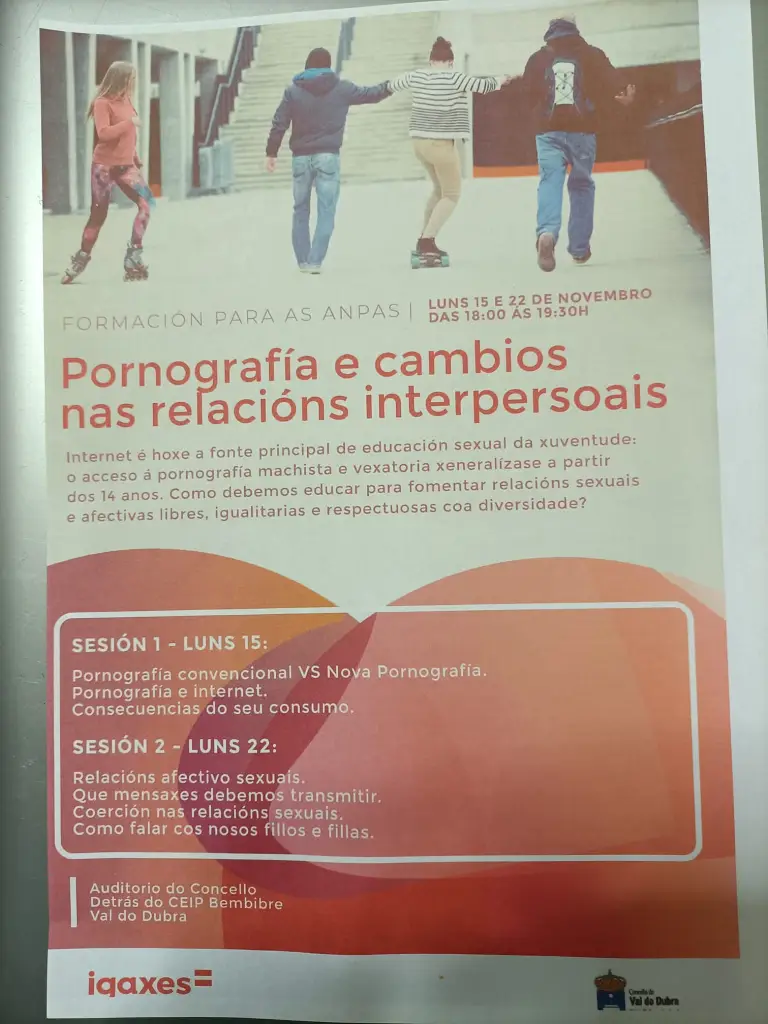 FORMACIÓN PARA AS ANPAS |
LUNS 15 E 22 DE NOVEMBRO
DAS 18:00 ÁS 19:30H
Pornografía e cambios
nas relacións interpersoais
Internet é hoxe a fonte principal de educación sexual da xuventude:
o acceso á pornografía machista e vexatoria xeneralízase a partir
dos 14 anos. Como debemos educar para fomentar relacións sexuais
e afectivas libres, igualitarias e respectuosas coa diversidade?
SESIÓN 1 - LUNS 15:
Pornografía convencional VS Nova Pornografía.
Pornografía e internet.
Consecuencias do seu consumo.
SESIÓN 2 - LUNS 22:
Relacións afectivo sexuais.
Que mensaxes debemos transmitir.
Coerción nas relacións sexuais.
Como falar cos nosos fillos e fillas.
Auditorio do Concello
Detrás do CEIP Bembibre
Val do Dubra
igaxes=
Concello de
Val do Dubra